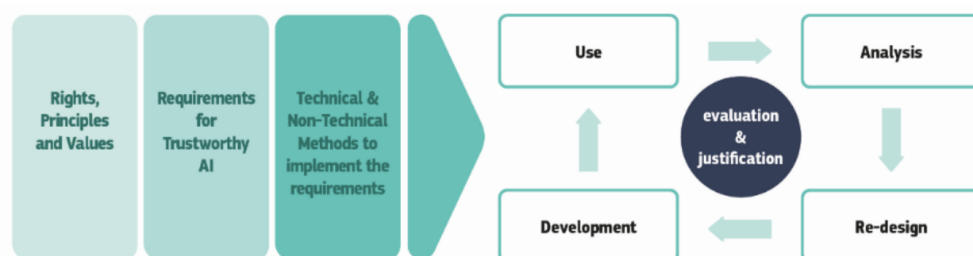 Rights,
Principles
and Values
Requirements
for
Trustworthy
AI
Technical &
Non-Technical
Methods to
implement the
requirements
Use
Analysis
evaluation
&
justification
Development
Re-design